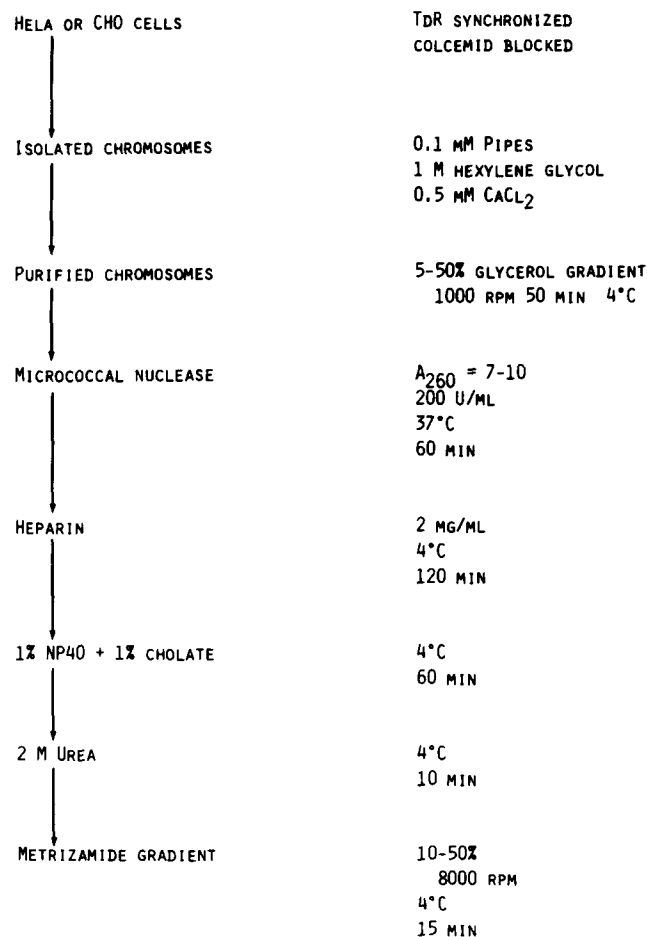 HELA OR CHO CELLS TDR SYNCHRONIZED
COLCEMID BLOCKED
ISOLATED CHROMOSOMES 0.1 MM PIPES
1 M HEXYLENE GLYCOL
0.5 MM CACL2
PURIFIED CHROMOSOMES 5-50% GLYCEROL GRADIENT
1000 RPM 50 MIN 4°C
MICROCOCCAL NUCLEASE A260 = 7-10
200 U/ML
37°C
60 MIN
HEPARIN 2 MG/ML
4°C
120 MIN
1% NP40 + 1% CHOLATE 4°C
60 MIN
2 M UREA 4°C
10 MIN
METRIZAMIDE GRADIENT 10-50%
8000 RPM
4°C
15 MIN